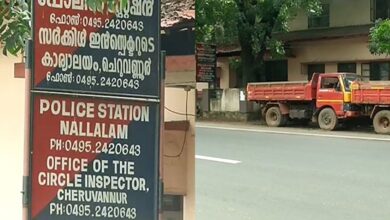 പോലീസ് സ്റ്റേഷൻ
ഫോൺ:0495.2420643
സർക്കിൾ ഇൻസ്പെക്ടറുടെ
കാര്യാലയം, ചെറുവണ്ണൂർ
ഫോൺ:0495.2420643
POLICE STATION
NALLALAM
PH:0495.2420643
OFFICE OF THE
CIRCLE INSPECTOR,
CHERUVANNUR
PH:0495.2420643